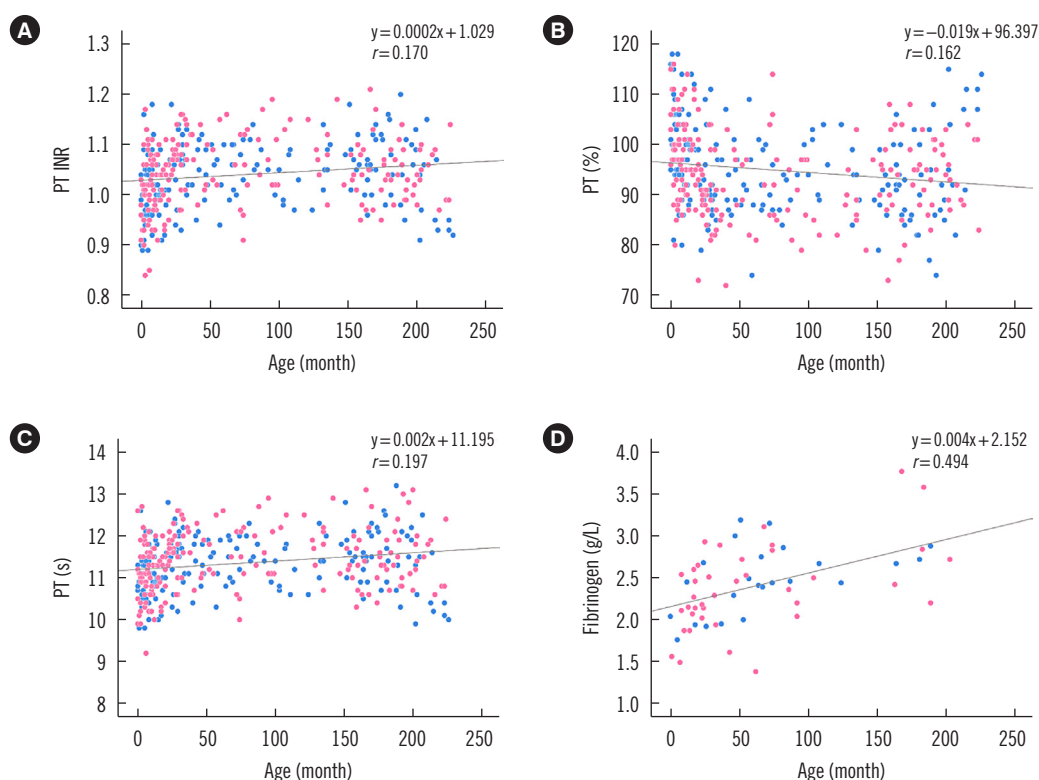 A
y=0.0002x+1.029
r=0.170
PT INR
1.3
1.2
1.1
1.0
0.9
0.8
0 50 100 150 200 250
Age (month)
B
y=−0.019x+96.397
r=0.162
PT (%)
120
110
100
90
80
70
0 50 100 150 200 250
Age (month)
C
y=0.002x+11.195
r=0.197
PT (s)
14
13
12
11
10
9
8
0 50 100 150 200 250
Age (month)
D
y=0.004x+2.152
r=0.494
Fibrinogen (g/L)
4.0
3.5
3.0
2.5
2.0
1.5
1.0
0 50 100 150 200 250
Age (month)